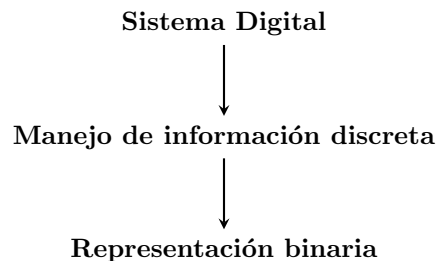 Sistema Digital
Manejo de información discreta
Representación binaria